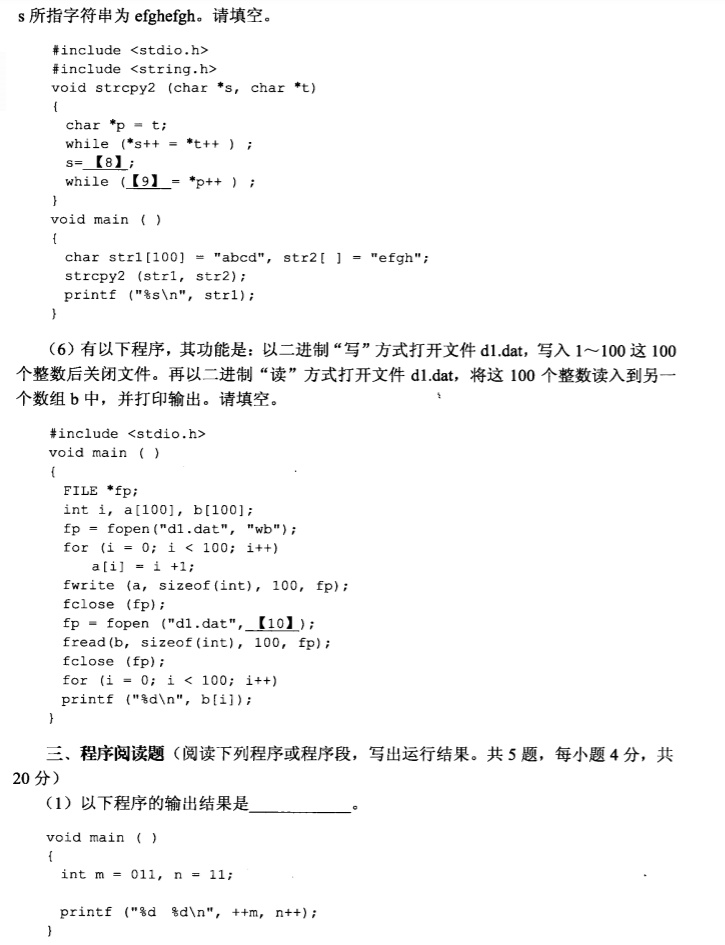 s 所指字符串为 efghefgh。请填空。
#include <stdio.h>
#include <string.h>
void strcpy2 (char *s, char *t)
{
char *p = t;
while (*s++ = *t++ ) ;
s=【8】;
while (【9】= *p++ ) ;
}
void main ( )
{
char str1[100] = "abcd", str2[ ] = "efgh";
strcpy2 (str1, str2);
printf ("%s\n", str1);
}
（6）有以下程序，其功能是：以二进制“写”方式打开文件 d1.dat，写入 1～100 这 100
个整数后关闭文件。再以二进制“读”方式打开文件 d1.dat，将这 100 个整数读入到另一
个数组 b 中，并打印输出。请填空。
#include <stdio.h>
void main ( )
{
FILE *fp;
int i, a[100], b[100];
fp = fopen("d1.dat", "wb");
for (i = 0; i < 100; i++)
a[i] = i +1;
fwrite (a, sizeof(int), 100, fp);
fclose (fp);
fp = fopen ("d1.dat",【10】);
fread(b, sizeof(int), 100, fp);
fclose (fp);
for (i = 0; i < 100; i++)
printf ("%d\n", b[i]);
}
三、程序阅读题（阅读下列程序或程序段，写出运行结果。共 5 题，每小题 4 分，共
20 分）
（1）以下程序的输出结果是____________。
void main ( )
{
int m = 011, n = 11;
printf ("%d %d\n", ++m, n++);
}